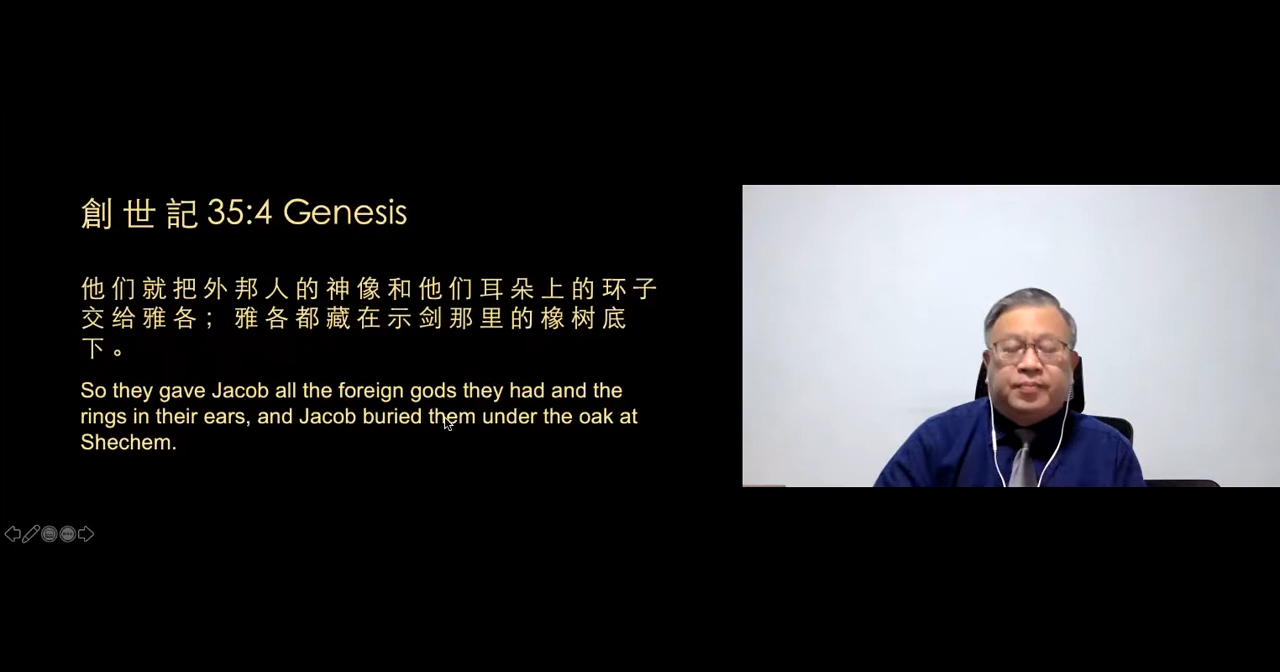 創世記 35:4 Genesis
他们就把外邦人的神像和他们耳朵上的环子
交给雅各； 雅各都藏在示剑那里的橡树底
下。
So they gave Jacob all the foreign gods they had and the
rings in their ears, and Jacob buried them under the oak at
Shechem.